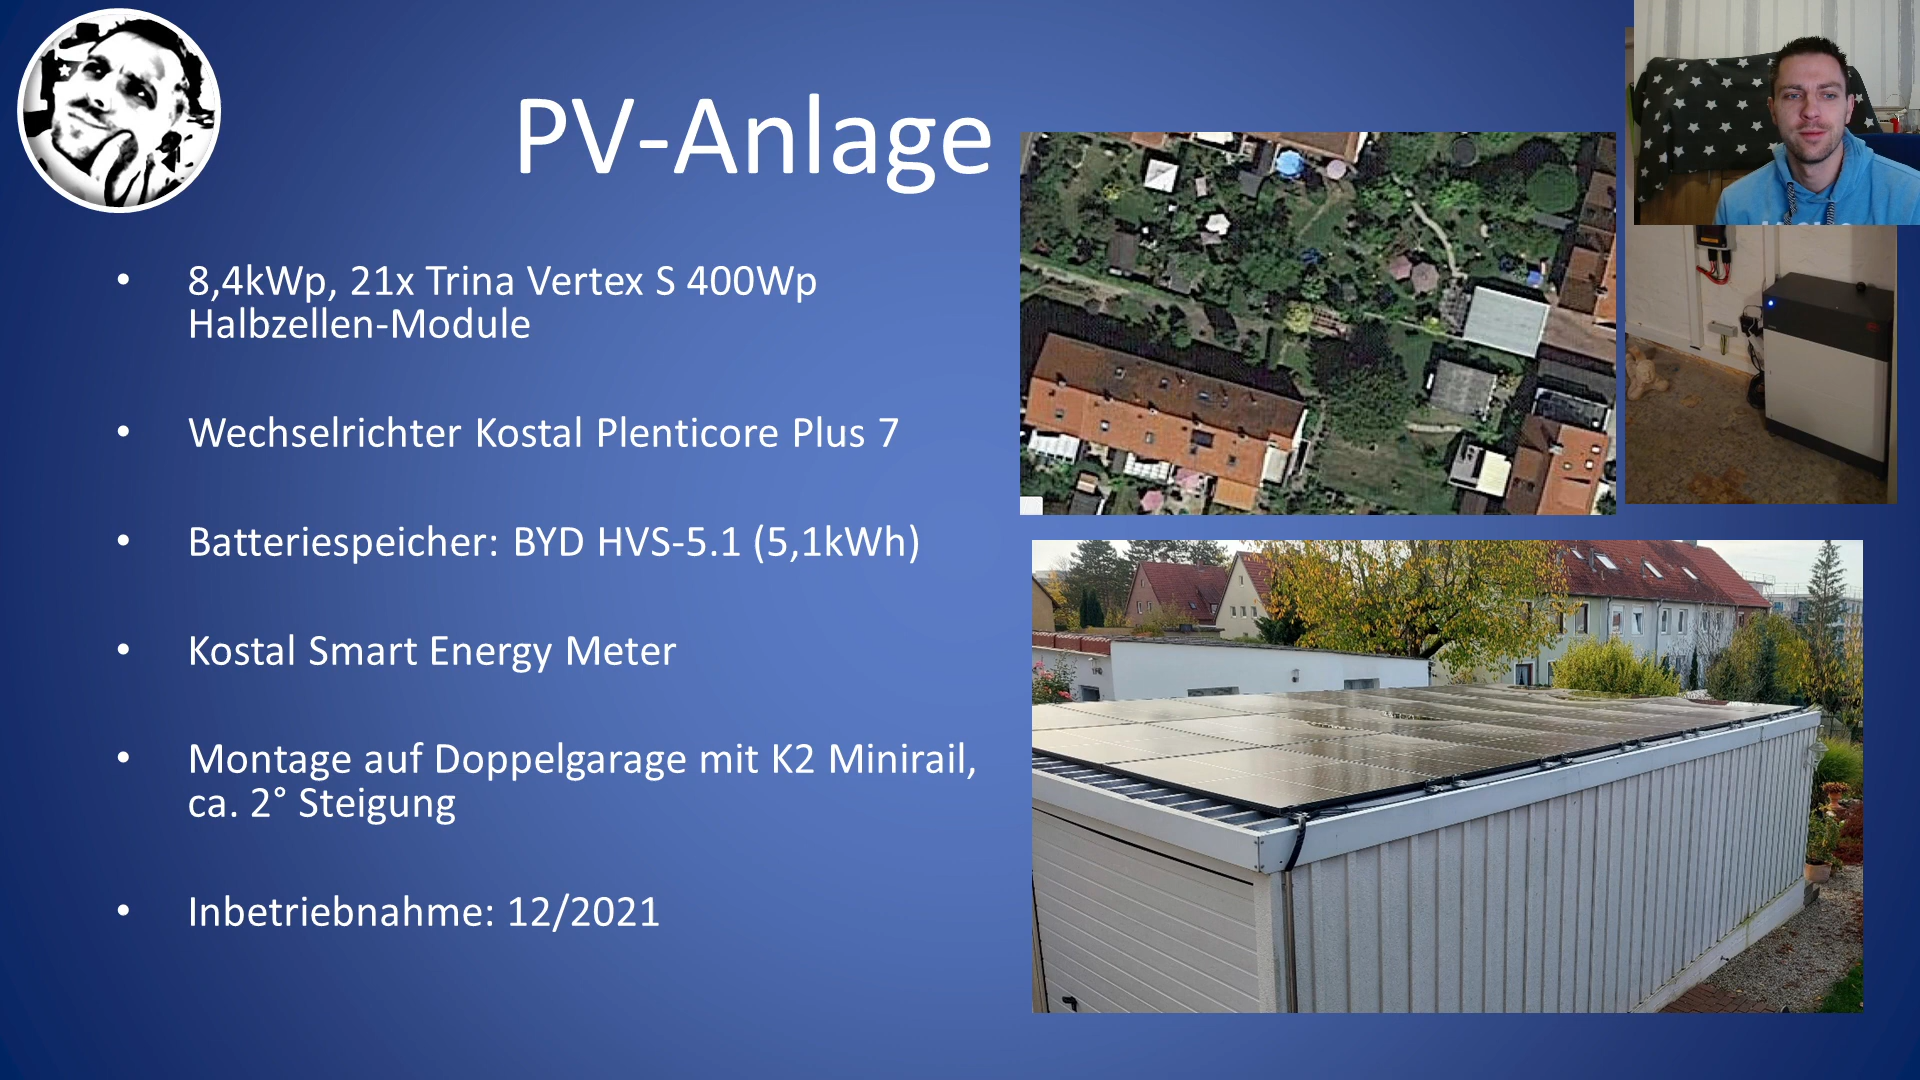 PV-Anlage
• 8,4kWp, 21x Trina Vertex S 400Wp
Halbzellen-Module
• Wechselrichter Kostal Plenticore Plus 7
• Batteriespeicher: BYD HVS-5.1 (5,1kWh)
• Kostal Smart Energy Meter
• Montage auf Doppelgarage mit K2 Minirail,
ca. 2° Steigung
• Inbetriebnahme: 12/2021